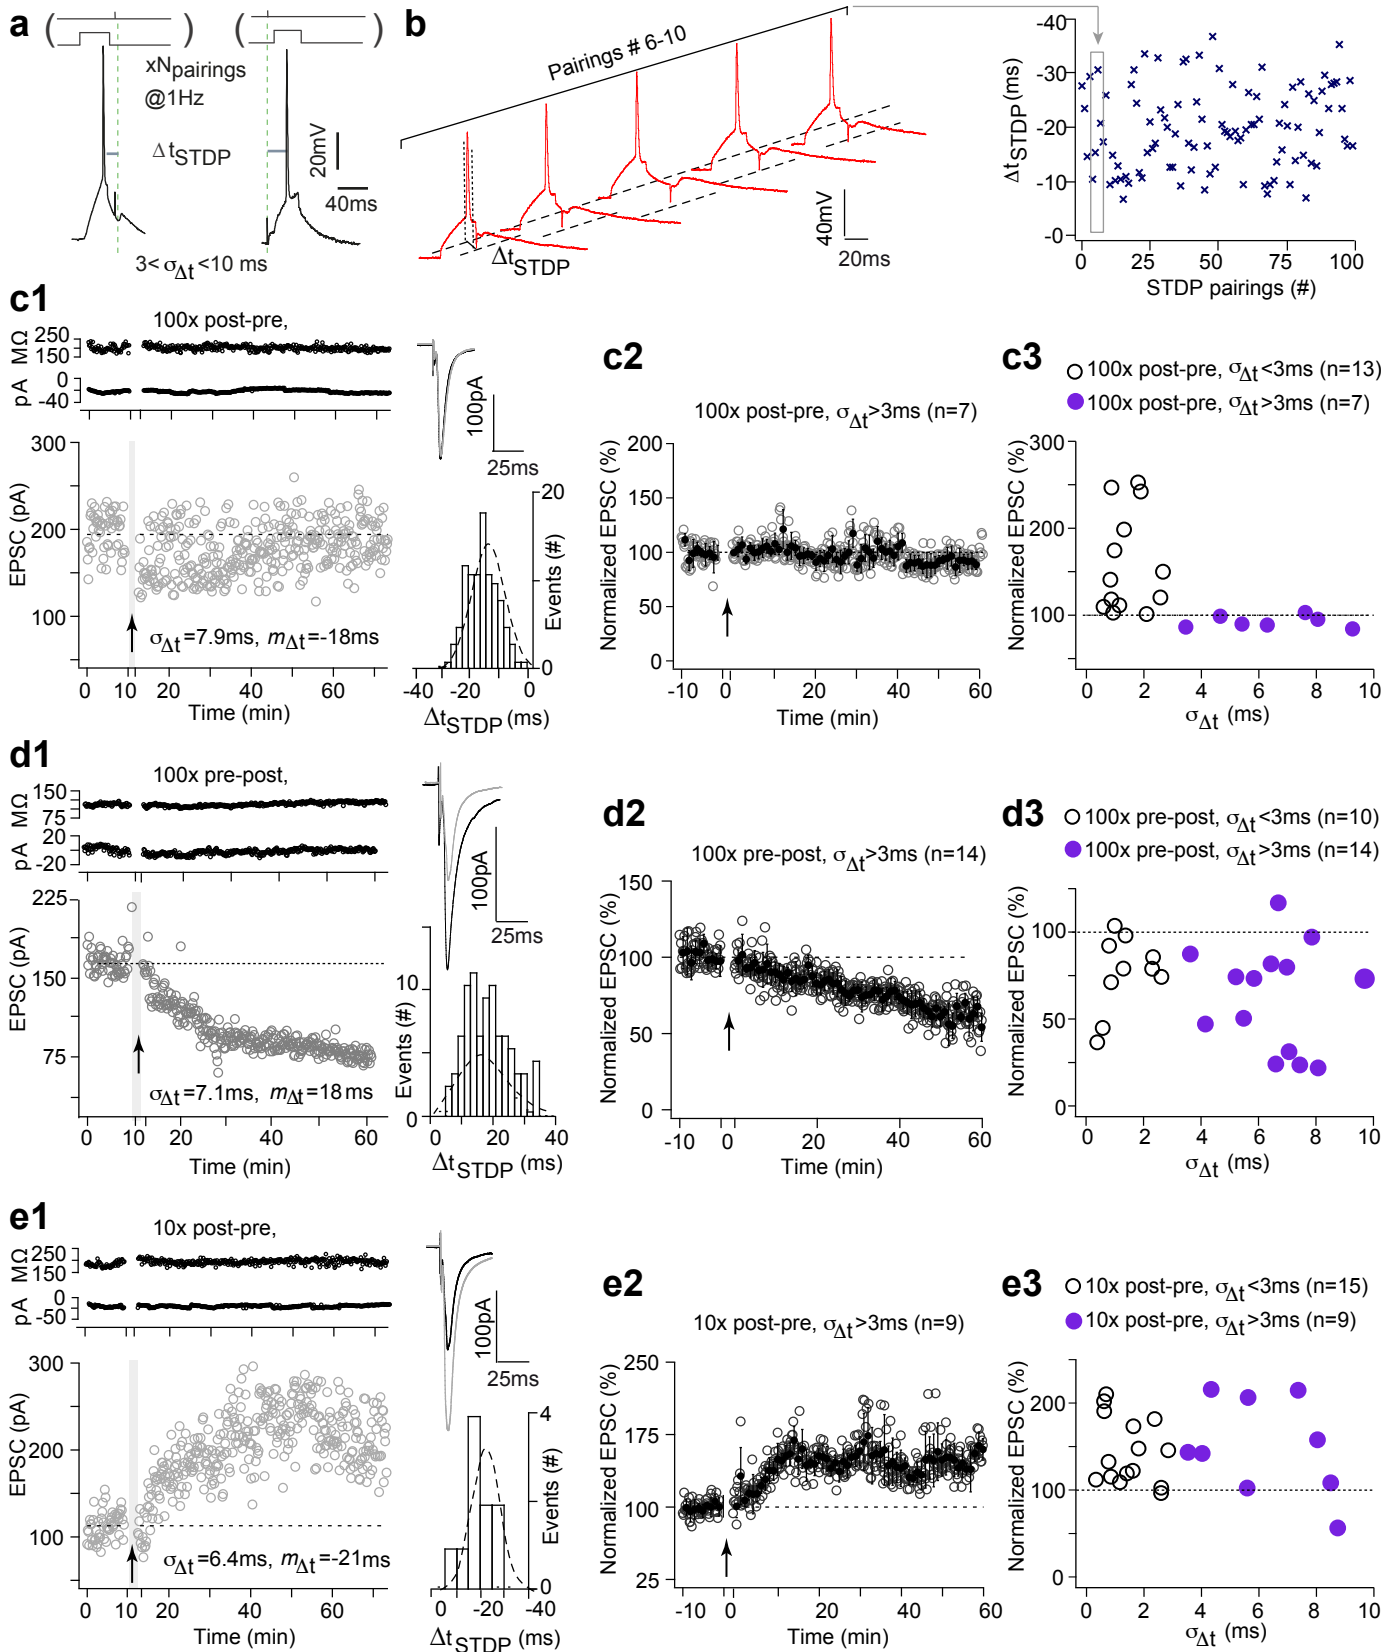 a
( ) ( )
xNpairings
@1Hz
Δ tSTDP
20mV
40ms
3< σΔt <10 ms
b
Pairings # 6-10
ΔtSTDP
40mV
20ms
ΔtSTDP (ms)
-40
-30
-20
-10
-0
0 25 50 75 100
STDP pairings (#)
c1
100x post-pre,
MΩ
250
150
pA
0
-40
EPSC (pA)
300
200
100
σΔt =7.9ms, mΔt=-18ms
0 10 20 40 60
Time (min)
100pA
25ms
20
10
0
Events (#)
-40 -20 0
ΔtSTDP (ms)
c2
100x post-pre, σΔt>3ms (n=7)
Normalized EPSC (%)
200
150
100
50
0
-10 0 20 40 60
Time (min)
c3
100x post-pre, σΔt<3ms (n=13)
100x post-pre, σΔt>3ms (n=7)
Normalized EPSC (%)
300
200
100
0 2 4 6 8 10
σΔt (ms)
d1
100x pre-post,
MΩ
150
75
pA
20
-20
EPSC (pA)
225
150
75
σΔt =7.1ms, mΔt=18ms
0 10 20 40 60
Time (min)
100pA
25ms
Events (#)
10
0
0 10 20 30 40
ΔtSTDP (ms)
d2
100x pre-post, σΔt>3ms (n=14)
Normalized EPSC (%)
150
100
50
0
-10 0 20 40 60
Time (min)
d3
100x pre-post, σΔt<3ms (n=10)
100x pre-post, σΔt>3ms (n=14)
Normalized EPSC (%)
100
50
0
0 2 4 6 8 10
σΔt (ms)
e1
10x post-pre,
MΩ
250
150
pA
0
-50
EPSC (pA)
300
200
100
σΔt =6.4ms, mΔt=-21ms
0 10 20 40 60
Time (min)
100pA
25ms
4
2
0
Events (#)
0 -20 -40
ΔtSTDP (ms)
e2
10x post-pre, σΔt>3ms (n=9)
Normalized EPSC (%)
250
175
100
25
-10 0 20 40 60
Time (min)
e3
10x post-pre, σΔt<3ms (n=15)
10x post-pre, σΔt>3ms (n=9)
Normalized EPSC (%)
200
100
0
0 2 4 6 8 10
σΔt (ms)